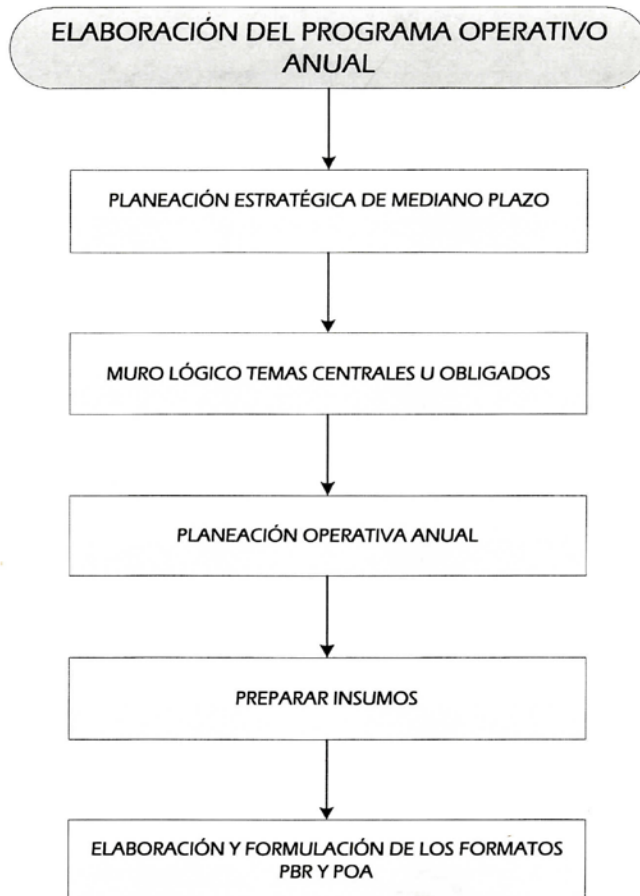 ELABORACIÓN DEL PROGRAMA OPERATIVO
ANUAL
PLANEACIÓN ESTRATÉGICA DE MEDIANO PLAZO
MURO LÓGICO TEMAS CENTRALES U OBLIGADOS
PLANEACIÓN OPERATIVA ANUAL
PREPARAR INSUMOS
ELABORACIÓN Y FORMULACIÓN DE LOS FORMATOS
PBR Y POA